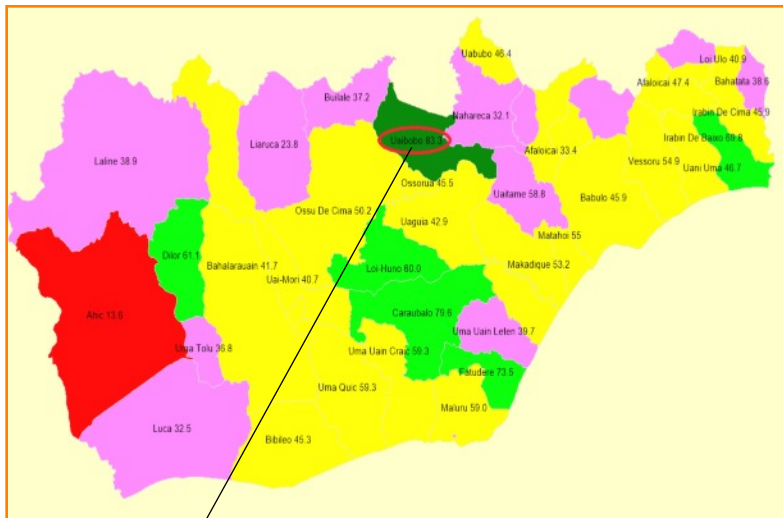 Uabubo 46.4
Loi Ulo 40.9
Afaloicai 47.4
Bahatata 38.6
Builale 37.2
Nahareca 32.1
Irabin De Cima 45.9
Uaibobo 83.3
Irabin De Baixo 69.8
Liaruca 23.8
Afaloicai 33.4
Laline 38.9
Vessoru 54.9
Uani Uma 46.7
Ossorua 45.5
Uaitame 58.8
Babulo 45.9
Ossu De Cima 50.2
Uaguia 42.9
Matahoi 55
Dilor 61.1
Bahalarauain 41.7
Loi-Huno 60.0
Makadique 53.2
Uai-Mori 40.7
Ahic 13.6
Caraubalo 79.6
Uma Uain Leten 39.7
Uma Tolu 36.8
Uma Uain Craic 59.3
Fatudere 73.5
Uma Quic 59.3
Maluru 59.0
Luca 32.5
Bibileo 45.3